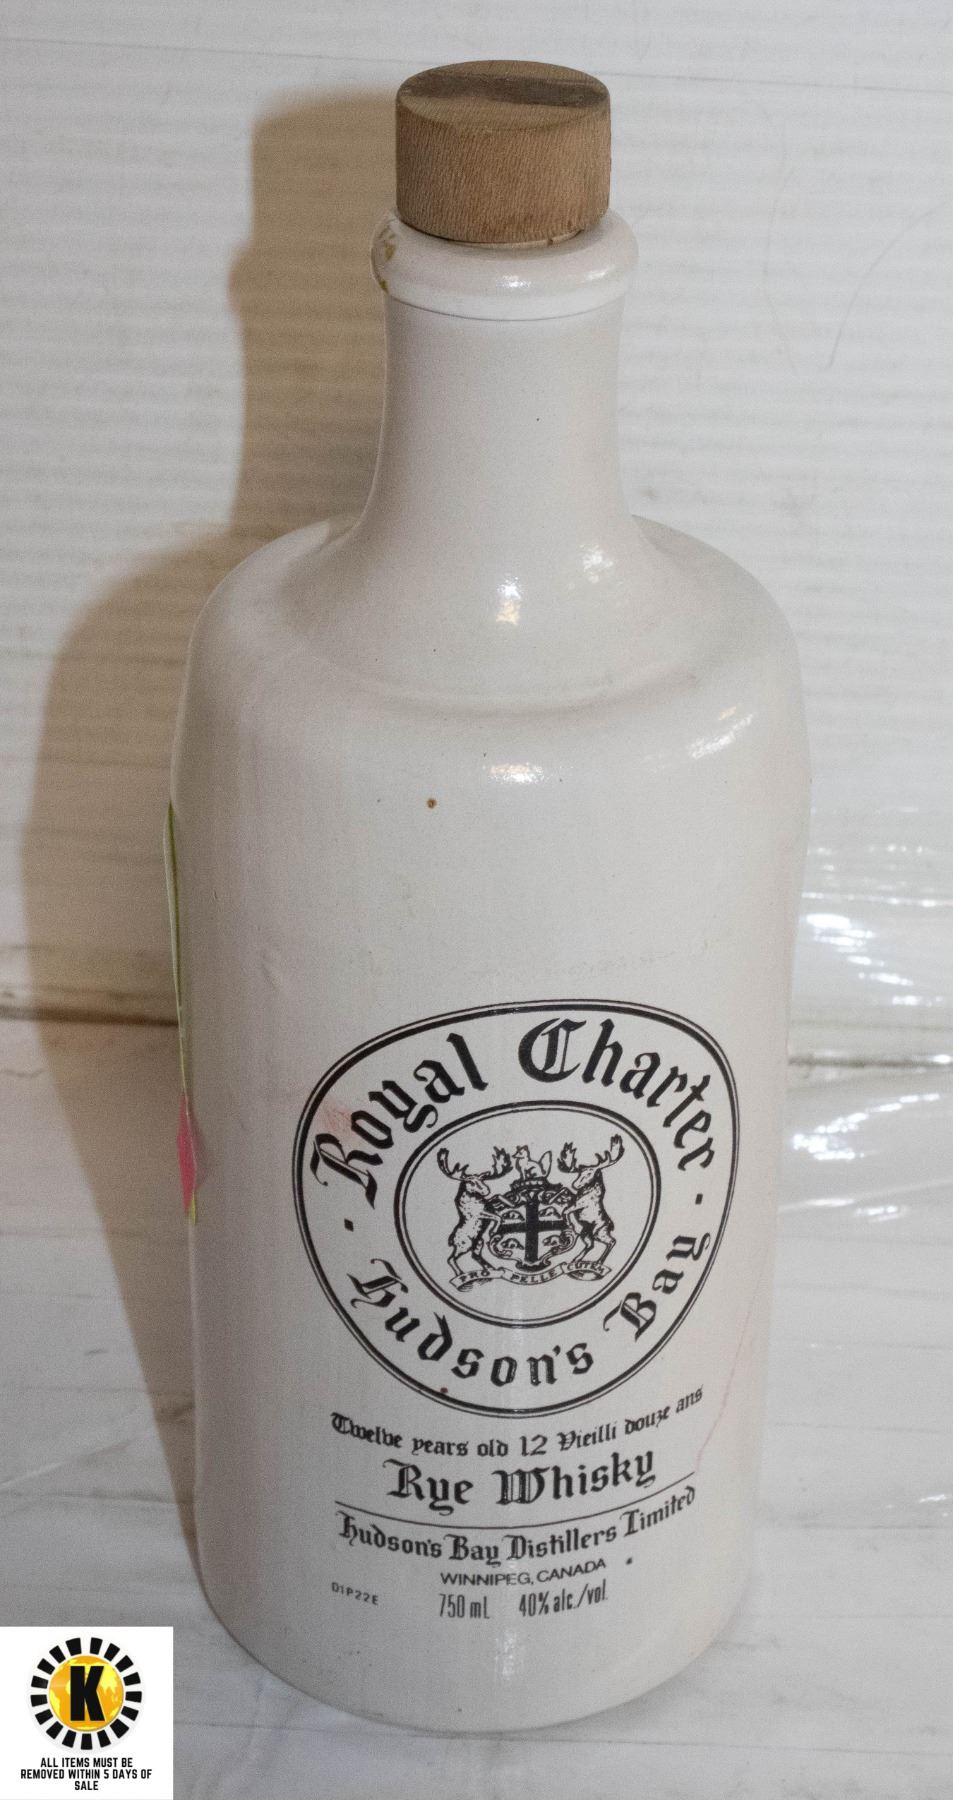 Royal Charter
· Hudson's Bay ·
PRO PELLE CUTEM
Twelve years old 12 Vieilli douze ans
Rye Whisky
Hudson's Bay Distillers Limited
WINNIPEG, CANADA
D1P22E
750 mL 40% alc./vol.
K
ALL ITEMS MUST BE
REMOVED WITHIN 5 DAYS OF
SALE